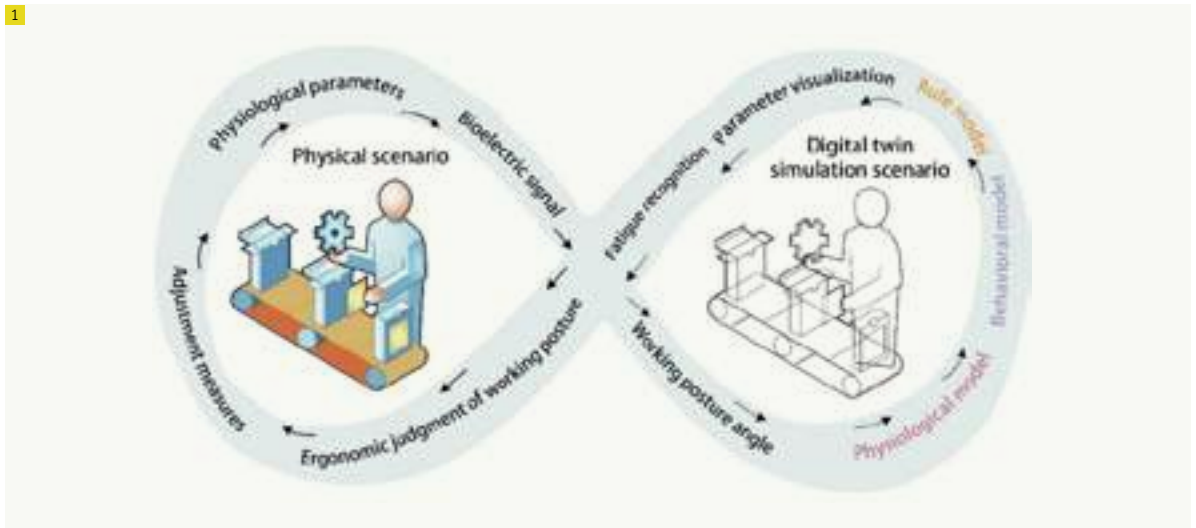 1
Physiological parameters
Bioelectric signal
Physical scenario
Adjustment measures
Ergonomic judgment of working posture
Parameter visualization
Fatigue recognition
Rule model
Digital twin
simulation scenario
Behavioral model
Working posture angle
Physiological model